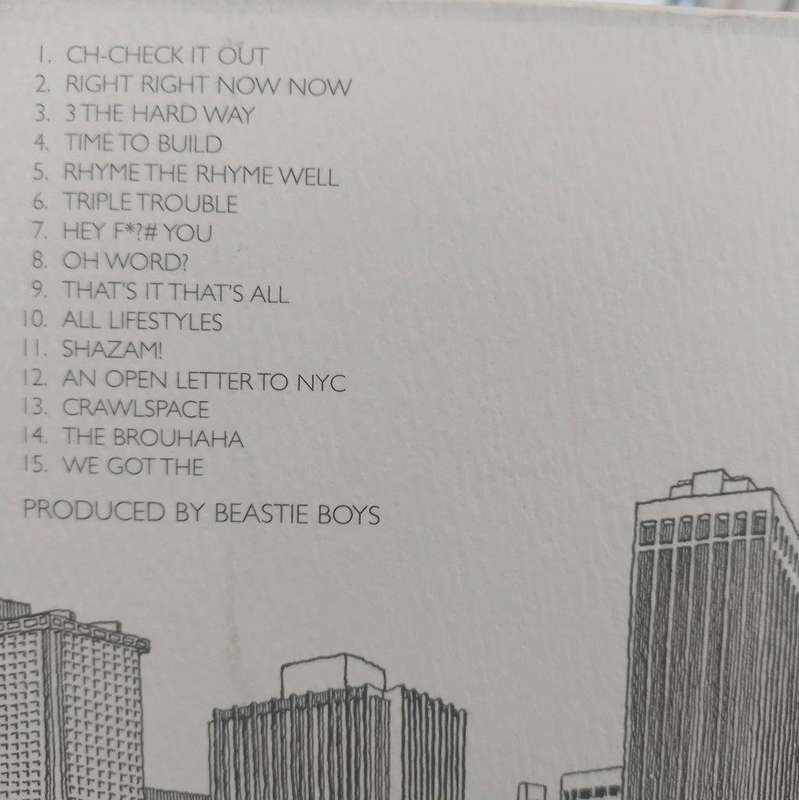 1. CH-CHECK IT OUT
2. RIGHT RIGHT NOW NOW
3. 3 THE HARD WAY
4. TIME TO BUILD
5. RHYME THE RHYME WELL
6. TRIPLE TROUBLE
7. HEY F*?# YOU
8. OH WORD?
9. THAT'S IT THAT'S ALL
10. ALL LIFESTYLES
11. SHAZAM!
12. AN OPEN LETTER TO NYC
13. CRAWLSPACE
14. THE BROUHAHA
15. WE GOT THE
PRODUCED BY BEASTIE BOYS